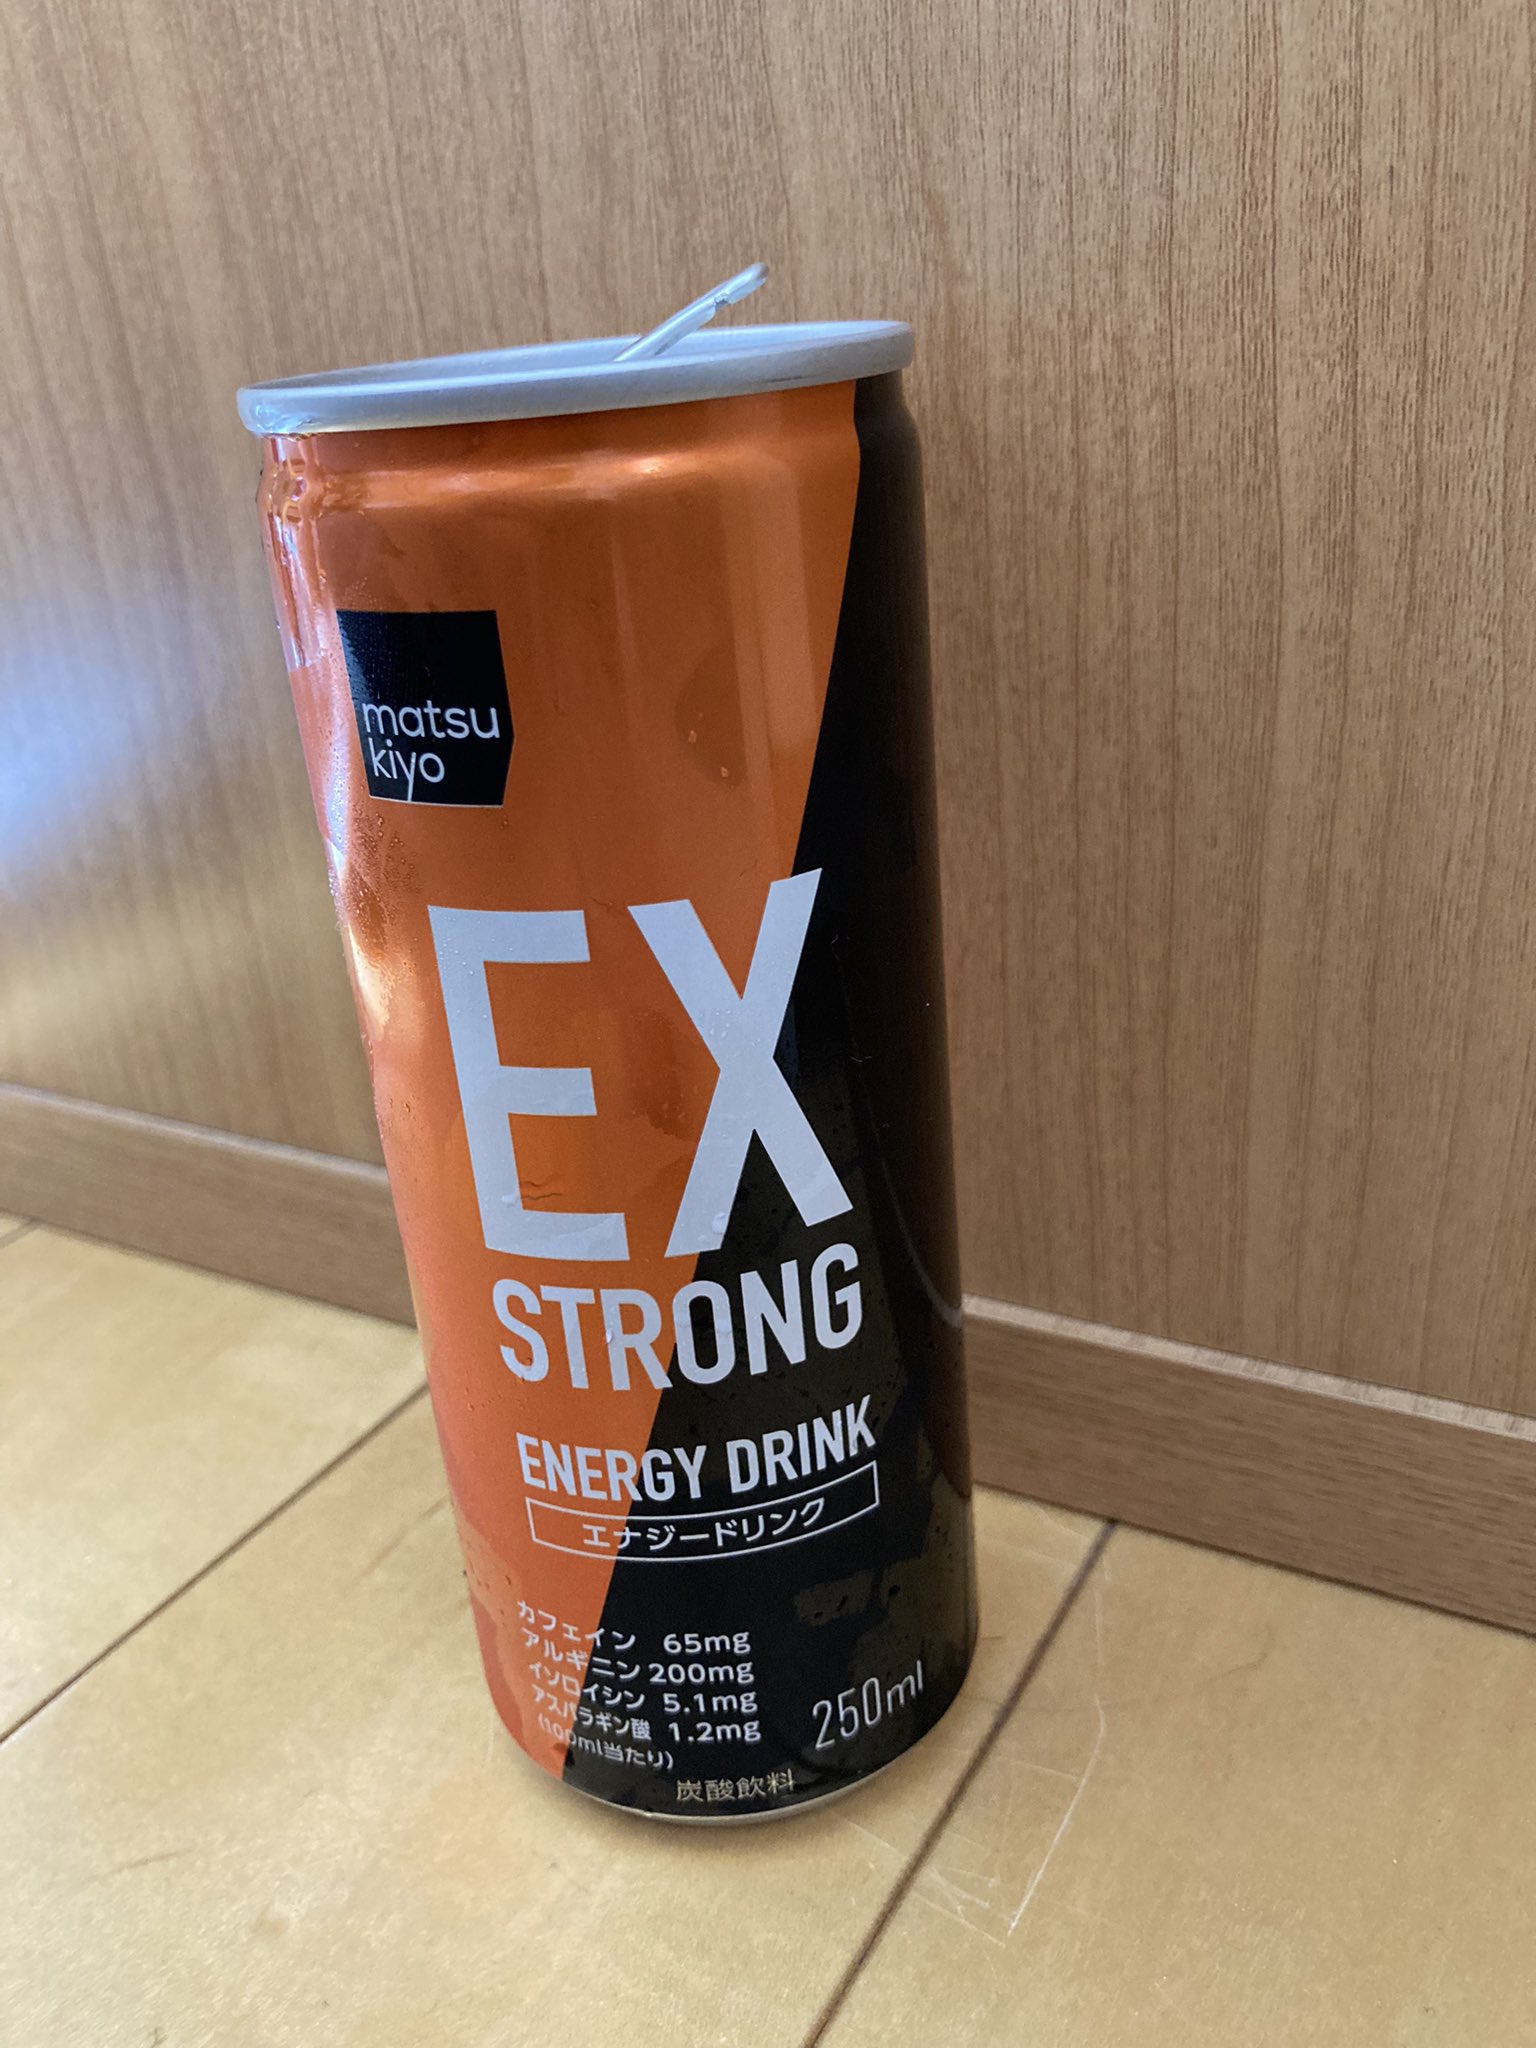 matsu
kiyo
EX
STRONG
ENERGY DRINK
エナジードリンク
カフェイン 65mg
アルギニン 200mg
イソロイシン 5.1mg
アスパラギン酸 1.2mg
(100ml当たり)
250ml
炭酸飲料